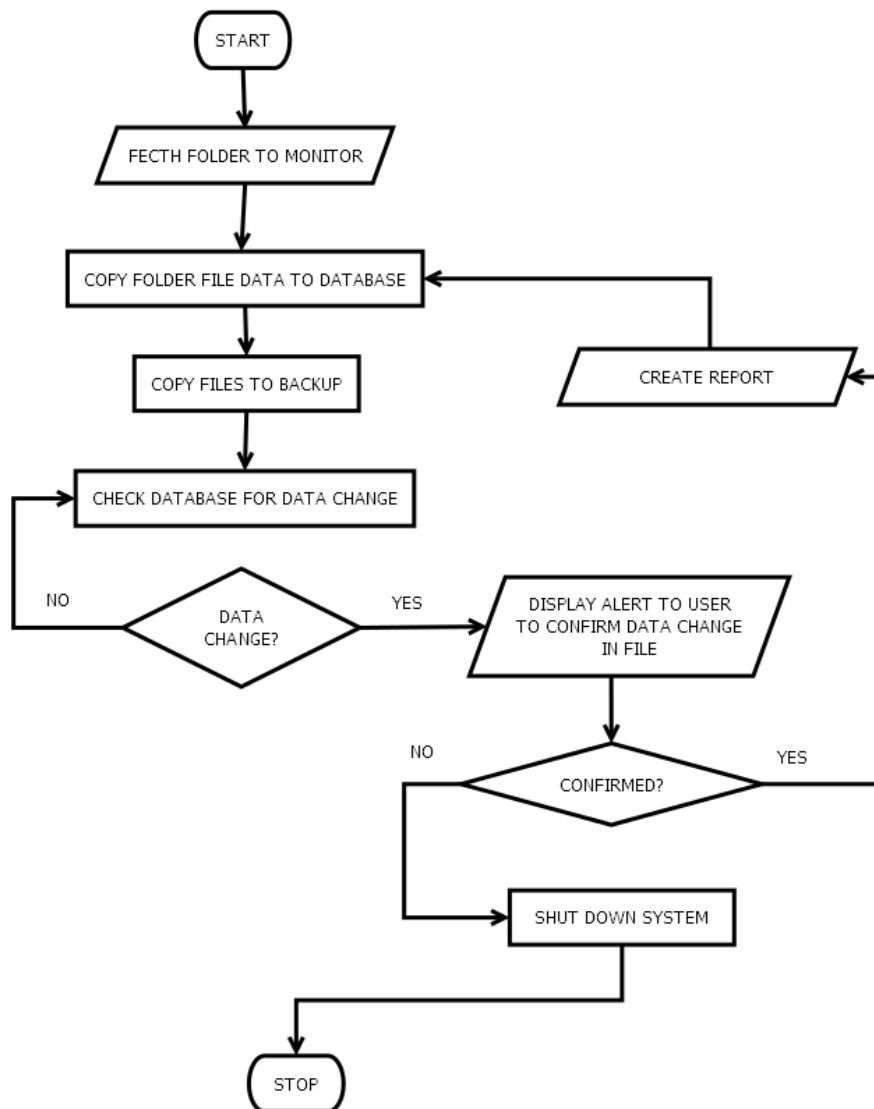 START
FECTH FOLDER TO MONITOR
COPY FOLDER FILE DATA TO DATABASE
CREATE REPORT
COPY FILES TO BACKUP
CHECK DATABASE FOR DATA CHANGE
NO
DATA
CHANGE?
YES
DISPLAY ALERT TO USER
TO CONFIRM DATA CHANGE
IN FILE
NO
CONFIRMED?
YES
SHUT DOWN SYSTEM
STOP